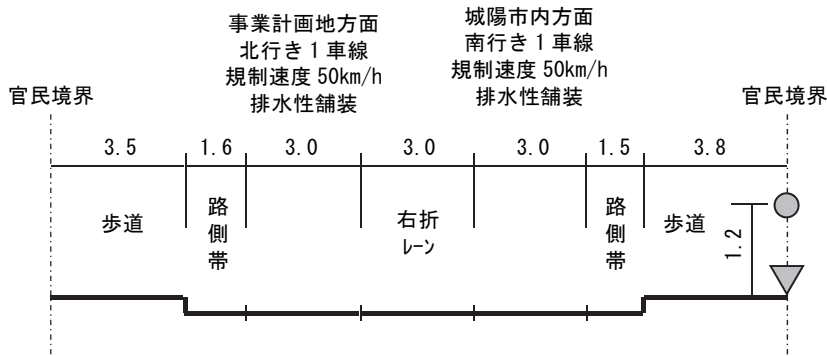 事業計画地方面
北行き1車線
規制速度 50km/h
排水性舗装
城陽市内方面
南行き1車線
規制速度 50km/h
排水性舗装
官民境界
官民境界
3.5 1.6 3.0 3.0 3.0 1.5 3.8
歩道
路側帯
右折
レーン
路側帯
歩道
1.2